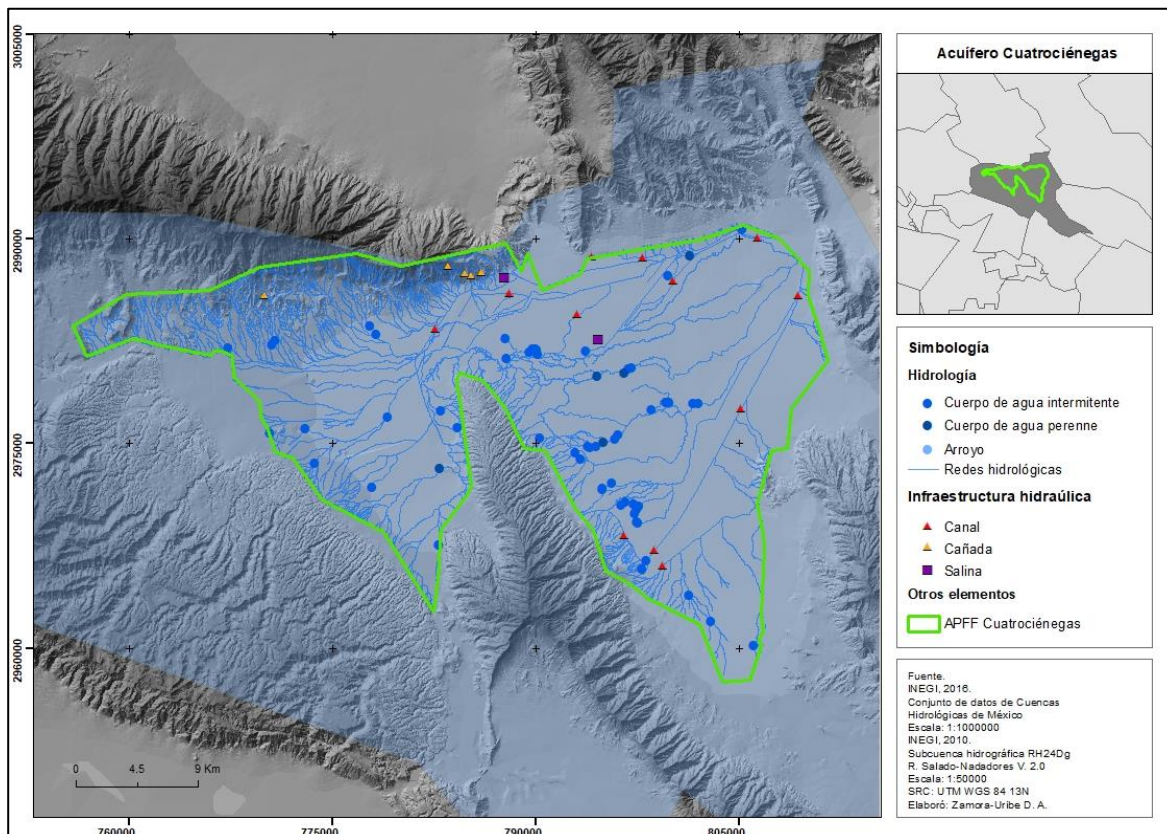 3005000
2990000
2975000
2960000
0 4.5 9 Km
760000 775000 790000 805000
Acuífero Cuatrociénegas
Simbología
Hidrología
Cuerpo de agua intermitente
Cuerpo de agua perenne
Arroyo
Redes hidrológicas
Infraestructura hidraúlica
Canal
Cañada
Salina
Otros elementos
APFF Cuatrociénegas
Fuente.
INEGI, 2016.
Conjunto de datos de Cuencas
Hidrológicas de México
Escala: 1:1000000
INEGI, 2010.
Subcuenca hidrográfica RH24Dg
R. Salado-Nadadores V. 2.0
Escala: 1:50000
SRC: UTM WGS 84 13N
Elaboró: Zamora-Uribe D. A.